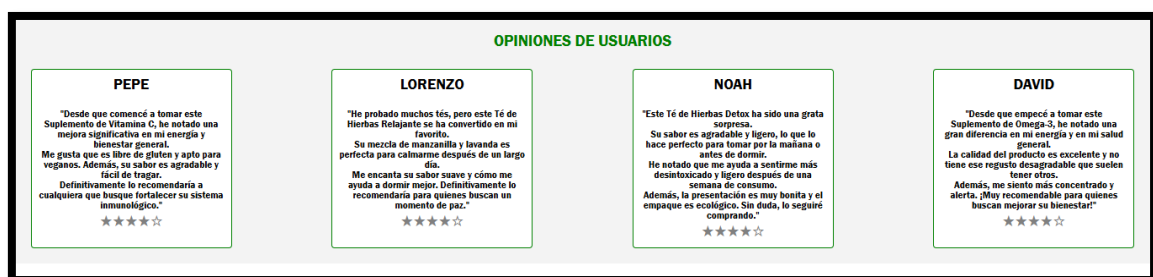 OPINIONES DE USUARIOS
PEPE
"Desde que comencé a tomar este
Suplemento de Vitamina C, he notado una
mejora significativa en mi energía y
bienestar general.
Me gusta que es libre de gluten y apto para
veganos. Además, su sabor es agradable y
fácil de tragar.
Definitivamente lo recomendaría a
cualquiera que busque fortalecer su sistema
inmunológico."
★★★★☆
LORENZO
"He probado muchos tés, pero este Té de
Hierbas Relajante se ha convertido en mi
favorito.
Su mezcla de manzanilla y lavanda es
perfecta para calmarme después de un largo
día.
Me encanta su sabor suave y cómo me
ayuda a dormir mejor. Definitivamente lo
recomendaría para quienes buscan un
momento de paz."
★★★★☆
NOAH
"Este Té de Hierbas Detox ha sido una grata
sorpresa.
Su sabor es agradable y ligero, lo que lo
hace perfecto para tomar por la mañana o
antes de dormir.
He notado que me ayuda a sentirme más
desintoxicado y ligero después de una
semana de consumo.
Además, la presentación es muy bonita y el
empaque es ecológico. Sin duda, lo seguiré
comprando."
★★★★☆
DAVID
"Desde que empecé a tomar este
Suplemento de Omega-3, he notado una
gran diferencia en mi energía y en mi salud
general.
La calidad del producto es excelente y no
tiene ese regusto desagradable que suelen
tener otros.
Además, me siento más concentrado y
alerta. ¡Muy recomendable para quienes
buscan mejorar su bienestar!"
★★★★☆